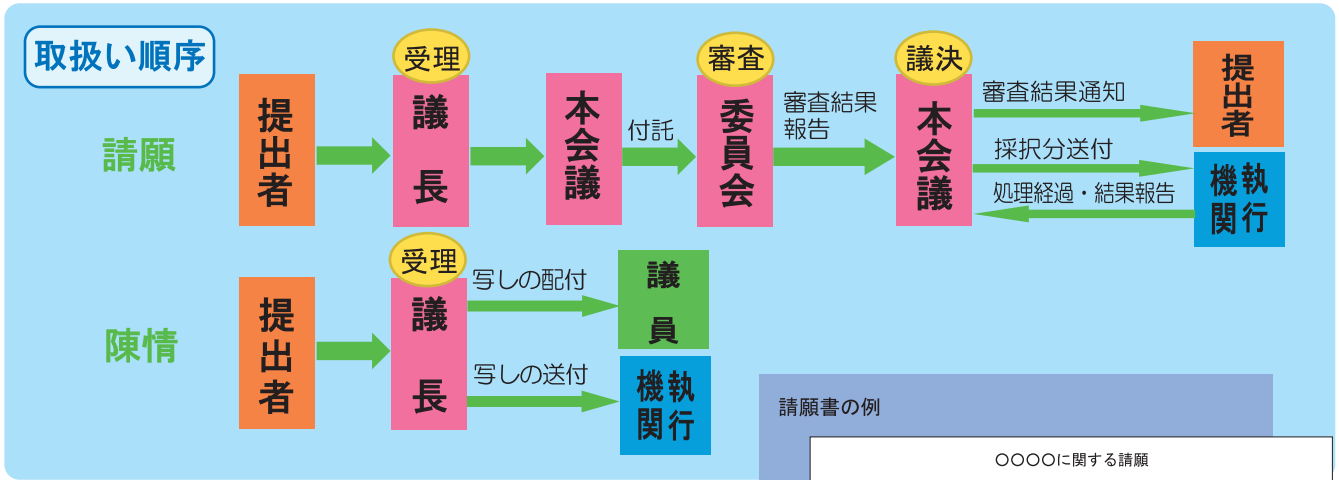 取扱い順序
請願
提出者
受理
議長
本会議
付託
審査
委員会
審査結果
報告
議決
本会議
審査結果通知
提出者
採択分送付
処理経過・結果報告
執行
機関
陳情
提出者
受理
議長
写しの配付
議員
写しの送付
執行
機関
請願書の例
○○○○に関する請願